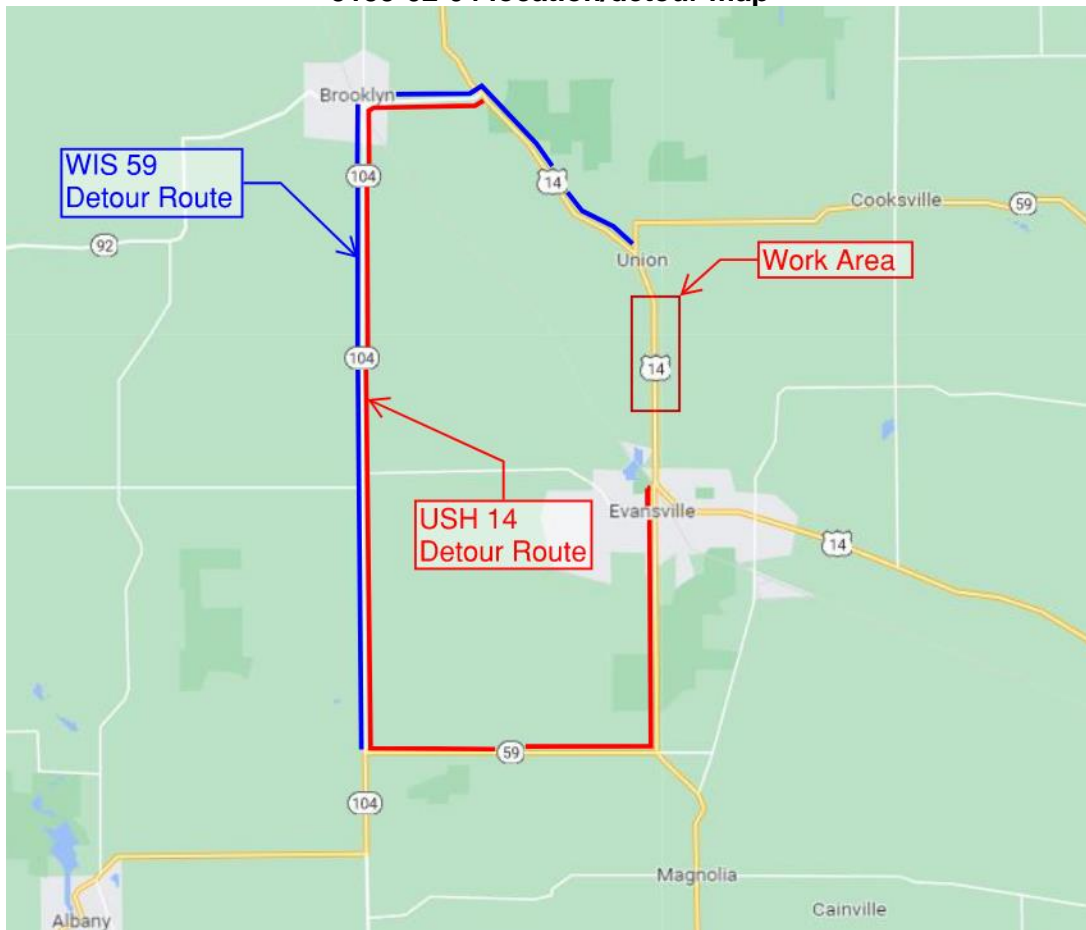 Brooklyn
WIS 59
Detour Route
104
14
Cooksville
59
92
Union
Work Area
104
14
USH 14
Detour Route
Evansville
14
59
104
Magnolia
Cainville
Albany